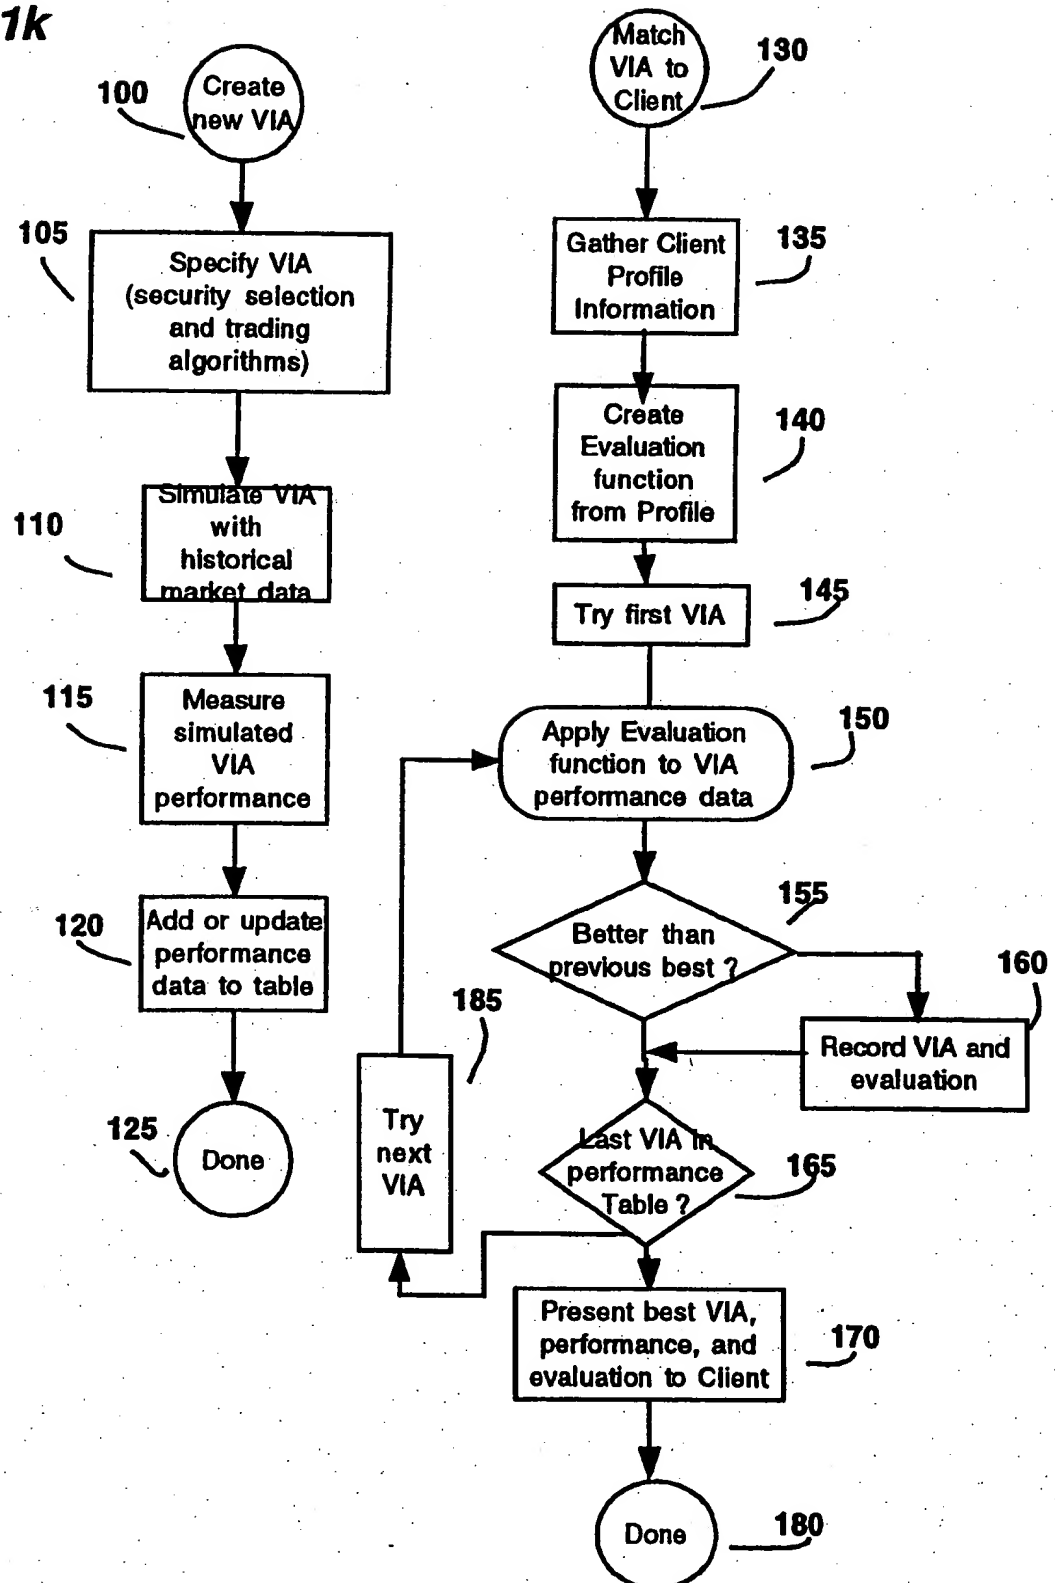 1k
100
Create
new VIA
105
Specify VIA
(security selection
and trading
algorithms)
110
Simulate VIA
with
historical
market data
115
Measure
simulated
VIA
performance
120
Add or update
performance
data to table
125
Done
130
Match
VIA to
Client
135
Gather Client
Profile
Information
140
Create
Evaluation
function
from Profile
145
Try first VIA
150
Apply Evaluation
function to VIA
performance data
155
Better than
previous best ?
160
Record VIA and
evaluation
165
Last VIA in
performance
Table ?
185
Try
next
VIA
170
Present best VIA,
performance, and
evaluation to Client
180
Done